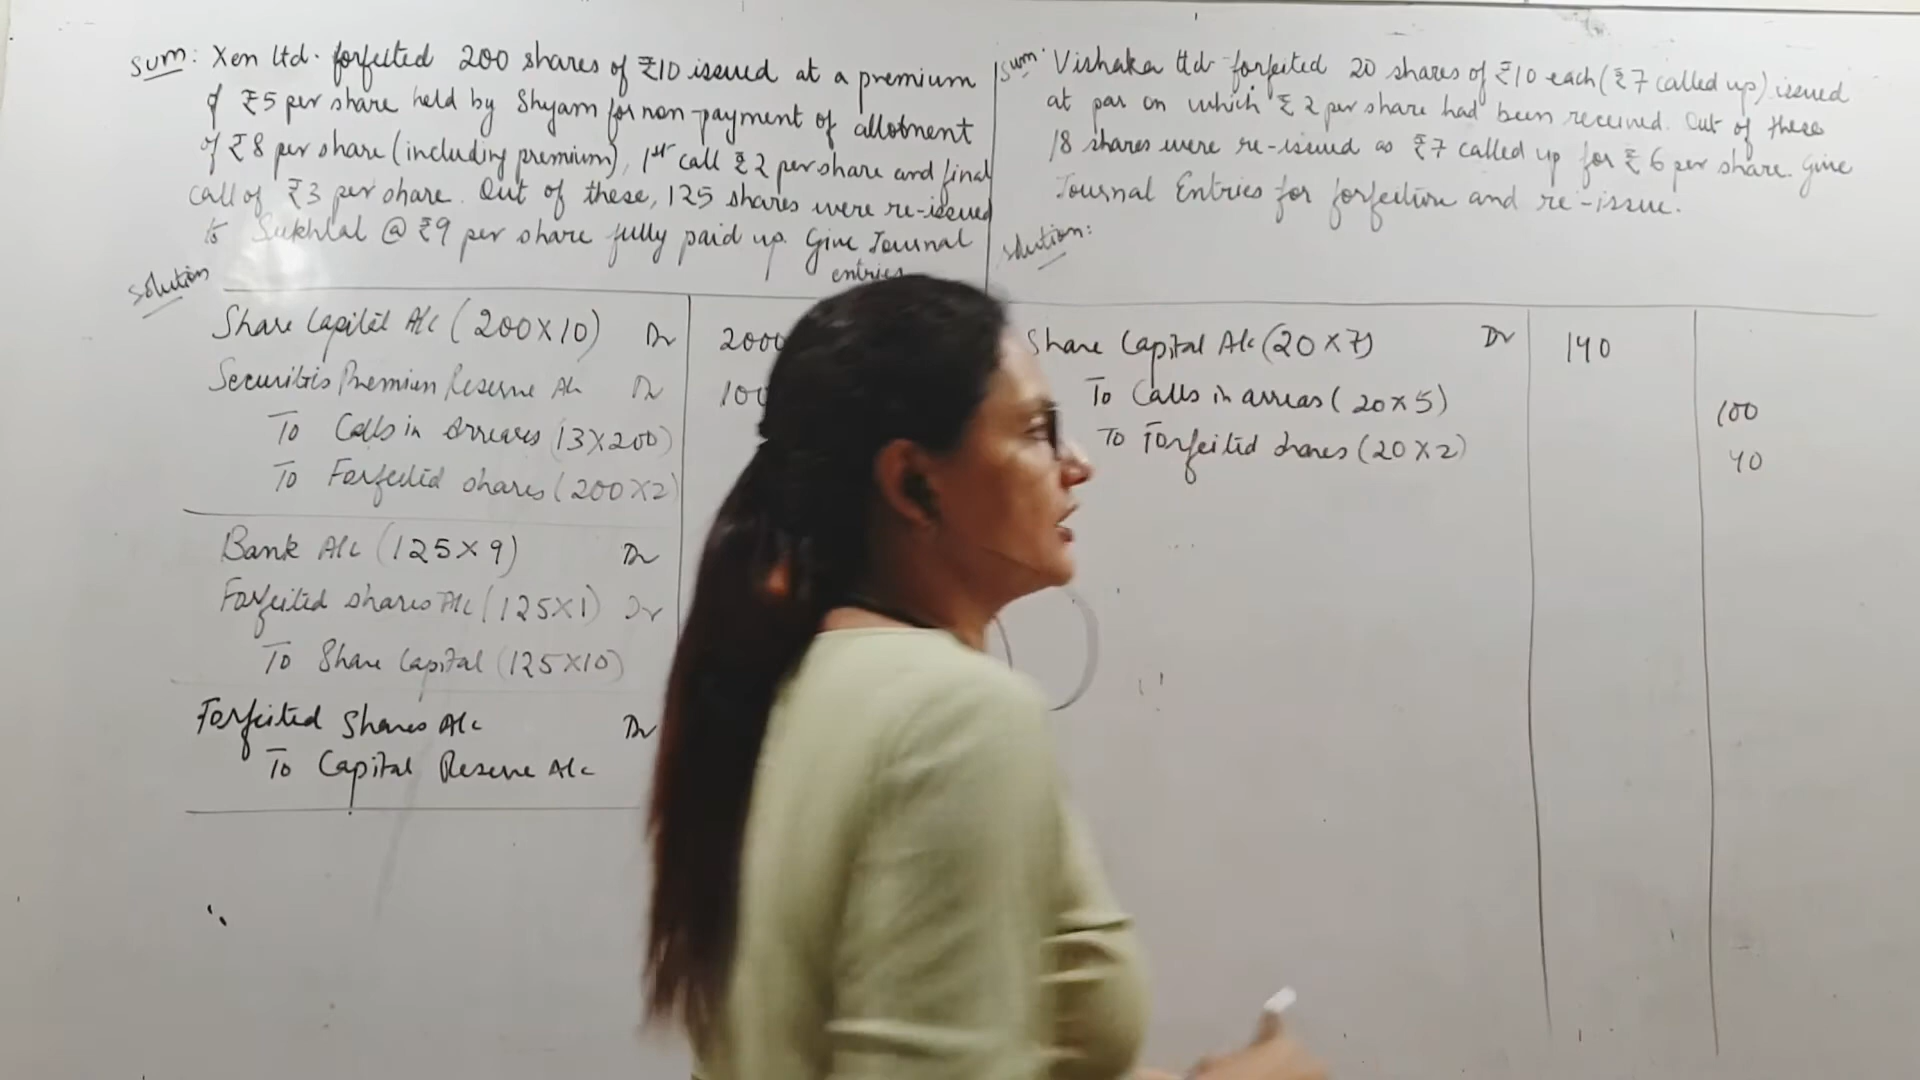 Sum: Xen Ltd. forfeited 200 shares of ₹10 issued at a premium
of ₹5 per share held by Shyam for non-payment of allotment
of ₹8 per share (including premium), 1st call ₹2 per share and final
call of ₹3 per share. Out of these, 125 shares were re-issued
to Sukhlal @ ₹9 per share fully paid up. Give Journal
entries
Solution
Share Capital A/c (200×10) Dr 2000
Securities Premium Reserve A/c Dr 100
To Calls in Arrears (13×200)
To Forfeited shares (200×2)
Bank A/c (125×9) Dr
Forfeited shares A/c (125×1) Dr
To Share Capital (125×10)
Forfeited Shares A/c Dr
To Capital Reserve A/c
Sum: Vishaka Ltd forfeited 20 shares of ₹10 each (₹7 called up) issued
at par on which ₹2 per share had been received. Out of these
18 shares were re-issued as ₹7 called up for ₹6 per share. Give
Journal Entries for forfeiture and re-issue.
Solution:
Share Capital A/c (20×7) Dr 140
To Calls in arreas (20×5) 100
To Forfeited shares (20×2) 40